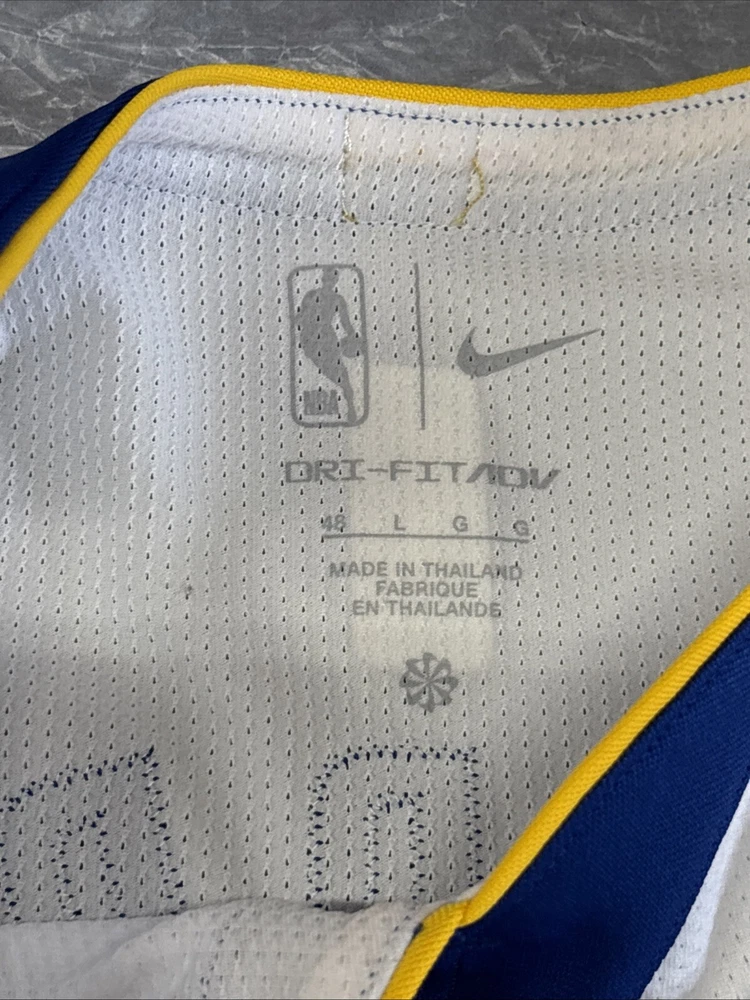 NBA
DRI-FIT ADV
48 L G G
MADE IN THAILAND
FABRIQUE
EN THAILANDE